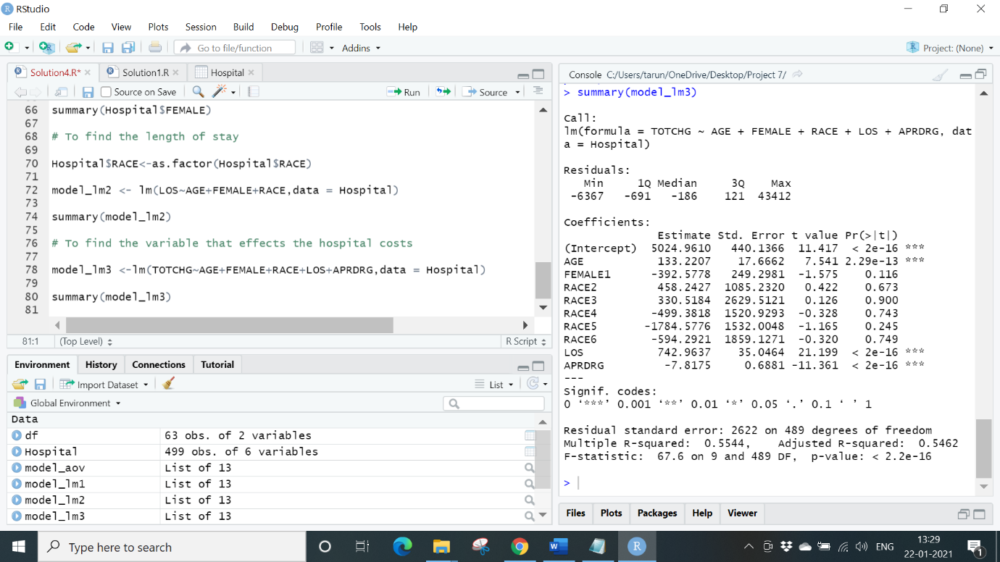 RStudio
File Edit Code View Plots Session Build Debug Profile Tools Help
Go to file/function Addins Project: (None)
Solution4.R* Solution1.R Hospital
Source on Save Run Source
66 summary(Hospital$FEMALE)
67
68 # To find the length of stay
69
70 Hospital$RACE<-as.factor(Hospital$RACE)
71
72 model_lm2 <- lm(LOS~AGE+FEMALE+RACE,data = Hospital)
73
74 summary(model_lm2)
75
76 # To find the variable that effects the hospital costs
77
78 model_lm3 <-lm(TOTCHG~AGE+FEMALE+RACE+LOS+APRDRG,data = Hospital)
79
80 summary(model_lm3)
81
81:1 (Top Level) R Script
Environment History Connections Tutorial
Import Dataset List
Global Environment
Data
df 63 obs. of 2 variables
Hospital 499 obs. of 6 variables
model_aov List of 13
model_lm1 List of 13
model_lm2 List of 13
model_lm3 List of 13
Console C:/Users/tarun/OneDrive/Desktop/Project 7/
> summary(model_lm3)
Call:
lm(formula = TOTCHG ~ AGE + FEMALE + RACE + LOS + APRDRG, dat
a = Hospital)
Residuals:
Min 1Q Median 3Q Max
-6367 -691 -186 121 43412
Coefficients:
Estimate Std. Error t value Pr(>|t|)
(Intercept) 5024.9610 440.1366 11.417 < 2e-16 ***
AGE 133.2207 17.6662 7.541 2.29e-13 ***
FEMALE1 -392.5778 249.2981 -1.575 0.116
RACE2 458.2427 1085.2320 0.422 0.673
RACE3 330.5184 2629.5121 0.126 0.900
RACE4 -499.3818 1520.9293 -0.328 0.743
RACE5 -1784.5776 1532.0048 -1.165 0.245
RACE6 -594.2921 1859.1271 -0.320 0.749
LOS 742.9637 35.0464 21.199 < 2e-16 ***
APRDRG -7.8175 0.6881 -11.361 < 2e-16 ***
---
Signif. codes:
0 ‘***’ 0.001 ‘**’ 0.01 ‘*’ 0.05 ‘.’ 0.1 ‘ ’ 1
Residual standard error: 2622 on 489 degrees of freedom
Multiple R-squared: 0.5544, Adjusted R-squared: 0.5462
F-statistic: 67.6 on 9 and 489 DF, p-value: < 2.2e-16
>
Files Plots Packages Help Viewer
Type here to search
ENG
13:29
22-01-2021
1